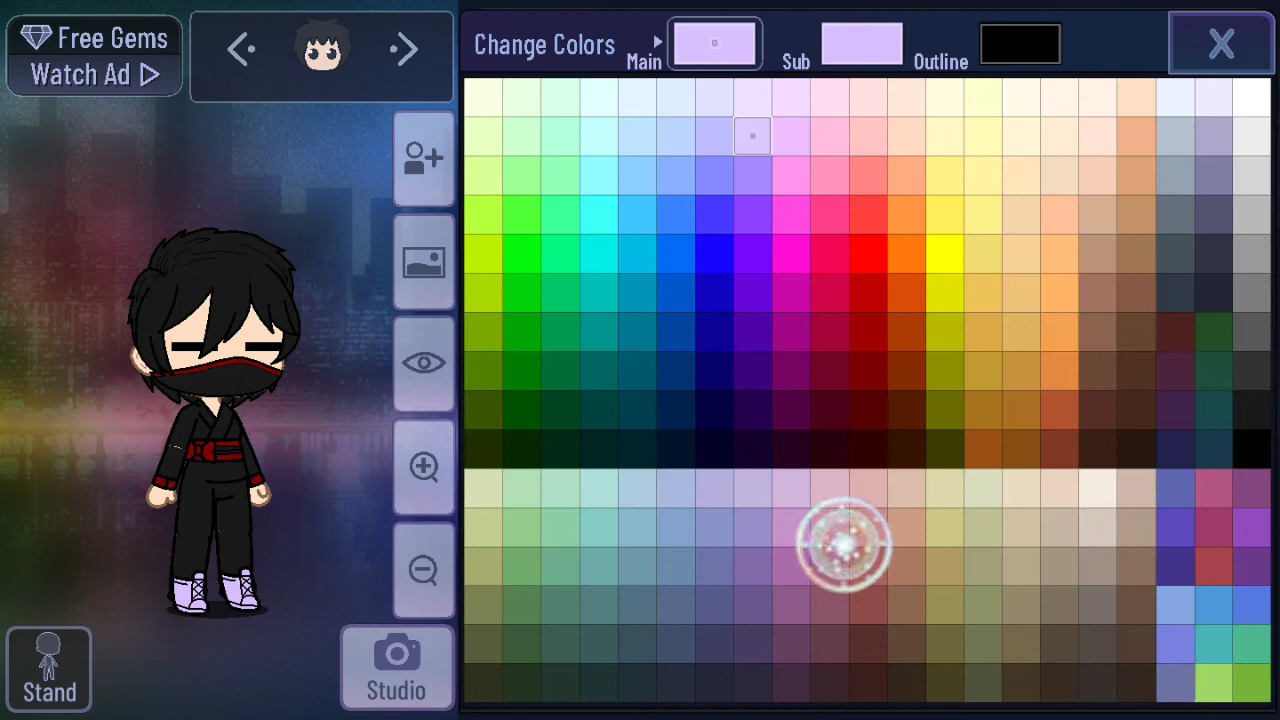 Free Gems
Watch Ad
Change Colors
Main
Sub
Outline
X
Stand
Studio